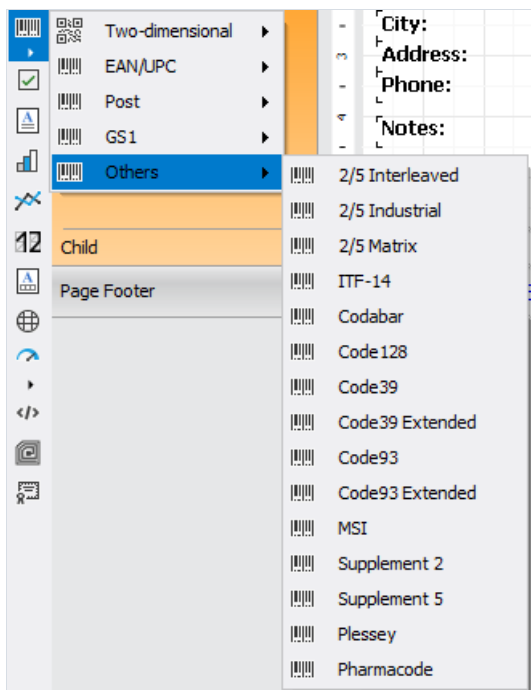 Two-dimensional
EAN/UPC
Post
GS1
Others
2/5 Interleaved
2/5 Industrial
2/5 Matrix
ITF-14
Codabar
Code128
Code39
Code39 Extended
Code93
Code93 Extended
MSI
Supplement 2
Supplement 5
Plessey
Pharmacode
Child
Page Footer
City:
Address:
Phone:
Notes:
12
3
4